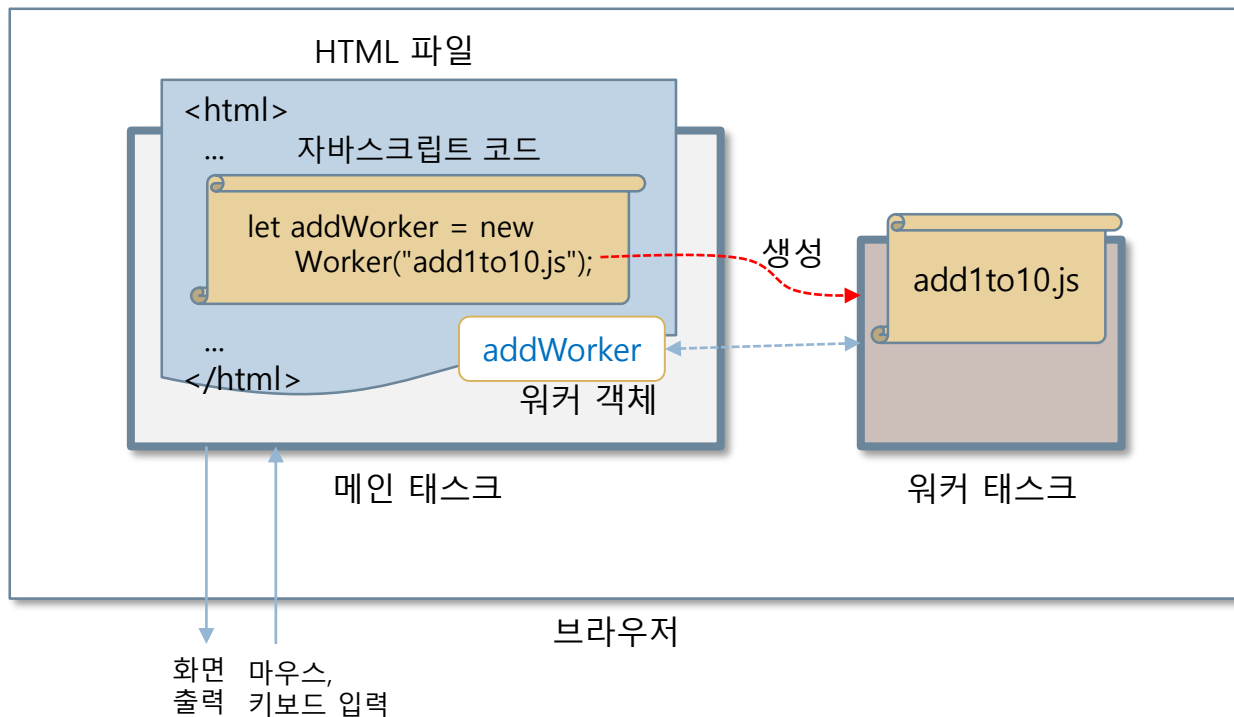 HTML 파일
<html>
...
자바스크립트 코드
let addWorker = new
Worker("add1to10.js");
생성
add1to10.js
...
addWorker
</html>
워커 객체
메인 태스크
워커 태스크
브라우저
화면
출력
마우스,
키보드 입력